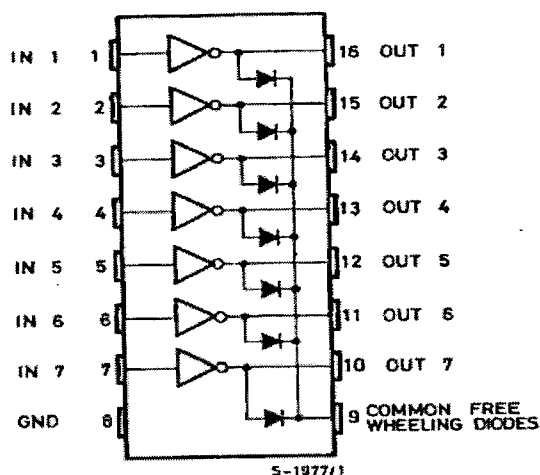 IN 1 1 16 OUT 1
IN 2 2 15 OUT 2
IN 3 3 14 OUT 3
IN 4 4 13 OUT 4
IN 5 5 12 OUT 5
IN 6 6 11 OUT 6
IN 7 7 10 OUT 7
GND 8 9 COMMON FREE
WHEELING DIODES
S-1977/1